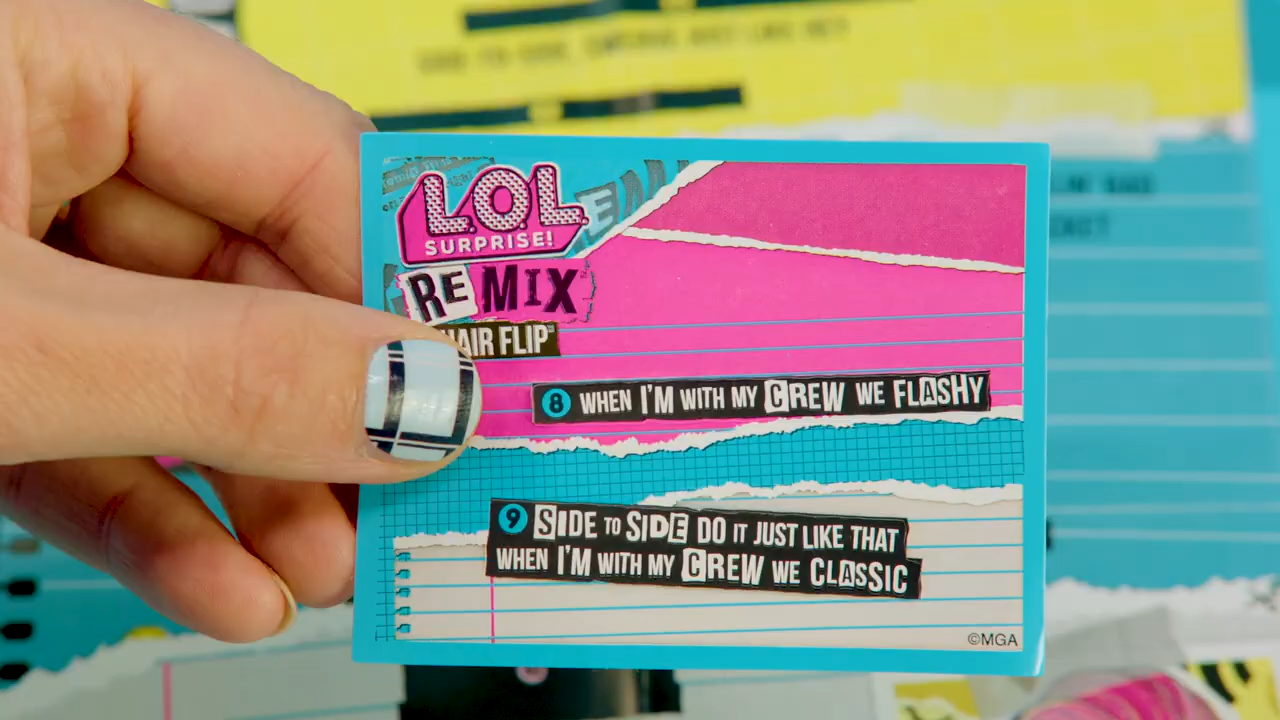 L.O.L.
SURPRISE!
REMIX
HAIR FLIP™
8 WHEN I'M WITH MY CREW WE FLASHY
9 SIDE TO SIDE DO IT JUST LIKE THAT
WHEN I'M WITH MY CREW WE CLASSIC
©MGA